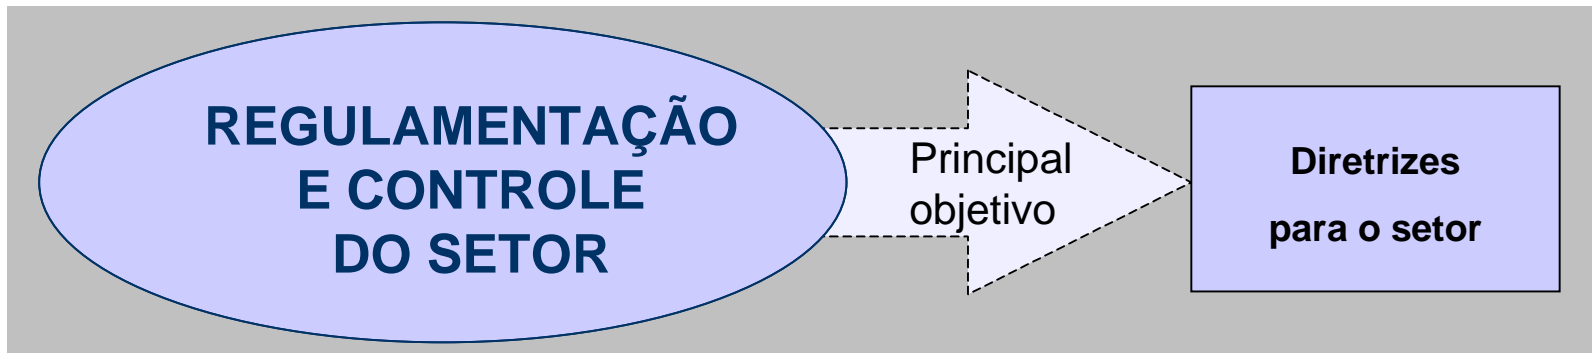 REGULAMENTAÇÃO
E CONTROLE
DO SETOR
Principal
objetivo
Diretrizes
para o setor